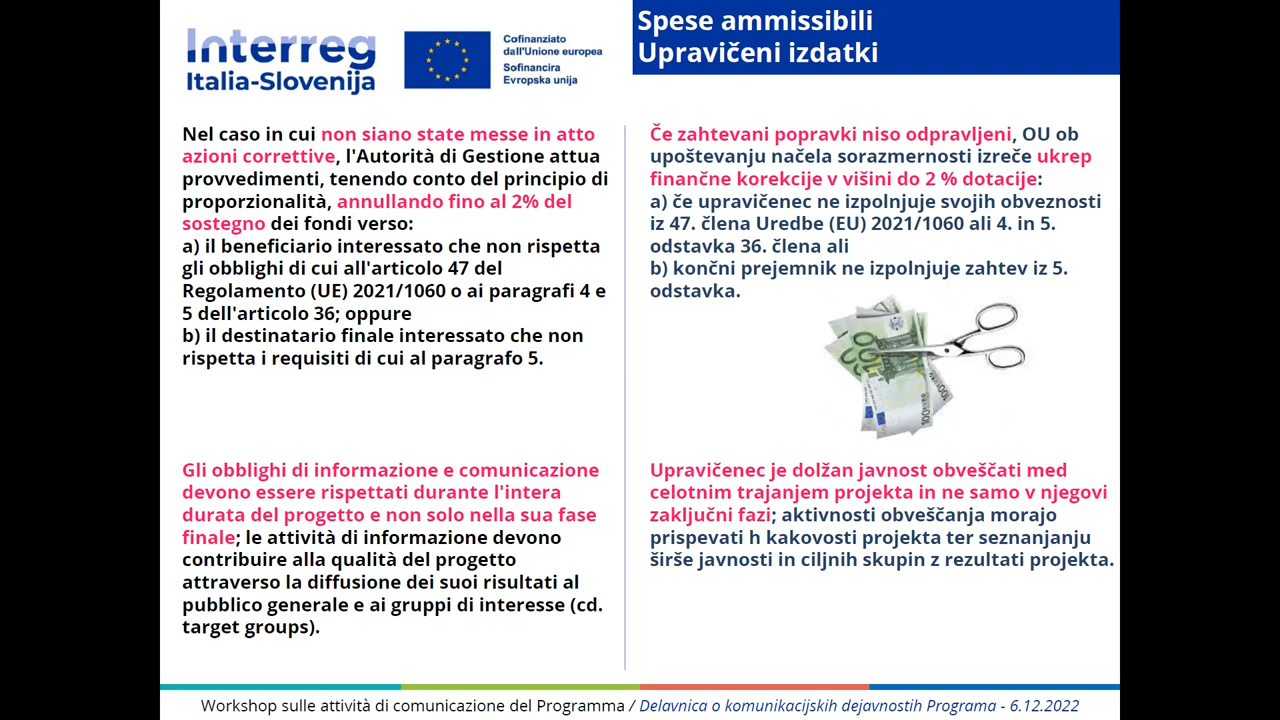 Interreg
Italia-Slovenija
Cofinanziato
dall'Unione europea
Sofinancira
Evropska unija
Spese ammissibili
Upravičeni izdatki
Nel caso in cui non siano state messe in atto
azioni correttive, l'Autorità di Gestione attua
provvedimenti, tenendo conto del principio di
proporzionalità, annullando fino al 2% del
sostegno dei fondi verso:
a) il beneficiario interessato che non rispetta
gli obblighi di cui all'articolo 47 del
Regolamento (UE) 2021/1060 o ai paragrafi 4 e
5 dell'articolo 36; oppure
b) il destinatario finale interessato che non
rispetta i requisiti di cui al paragrafo 5.
Gli obblighi di informazione e comunicazione
devono essere rispettati durante l'intera
durata del progetto e non solo nella sua fase
finale; le attività di informazione devono
contribuire alla qualità del progetto
attraverso la diffusione dei suoi risultati al
pubblico generale e ai gruppi di interesse (cd.
target groups).
Če zahtevani popravki niso odpravljeni, OU ob
upoštevanju načela sorazmernosti izreče ukrep
finančne korekcije v višini do 2 % dotacije:
a) če upravičenec ne izpolnjuje svojih obveznosti
iz 47. člena Uredbe (EU) 2021/1060 ali 4. in 5.
odstavka 36. člena ali
b) končni prejemnik ne izpolnjuje zahtev iz 5.
odstavka.
100
100 EURO
100
Upravičenec je dolžan javnost obveščati med
celotnim trajanjem projekta in ne samo v njegovi
zaključni fazi; aktivnosti obveščanja morajo
prispevati h kakovosti projekta ter seznanjanju
širše javnosti in ciljnih skupin z rezultati projekta.
Workshop sulle attività di comunicazione del Programma / Delavnica o komunikacijskih dejavnostih Programa - 6.12.2022